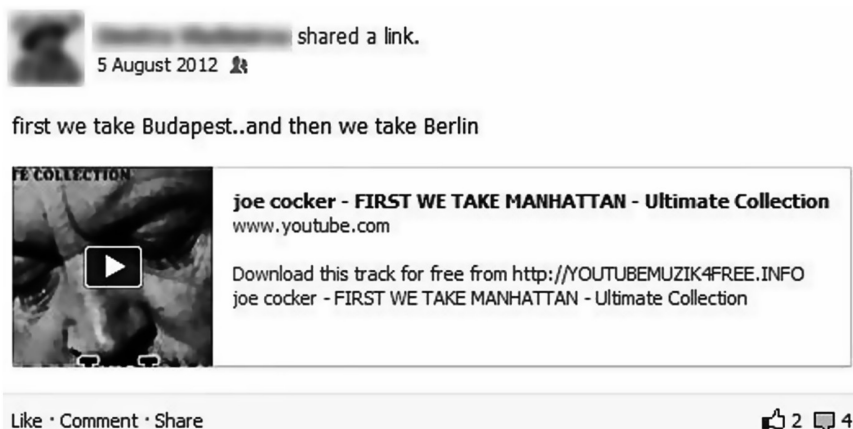 shared a link.
5 August 2012
first we take Budapest..and then we take Berlin
TE COLLECTION
joe cocker - FIRST WE TAKE MANHATTAN - Ultimate Collection
www.youtube.com
Download this track for free from http://YOUTUBEMUZIK4FREE.INFO
joe cocker - FIRST WE TAKE MANHATTAN - Ultimate Collection
Like · Comment · Share
2 4